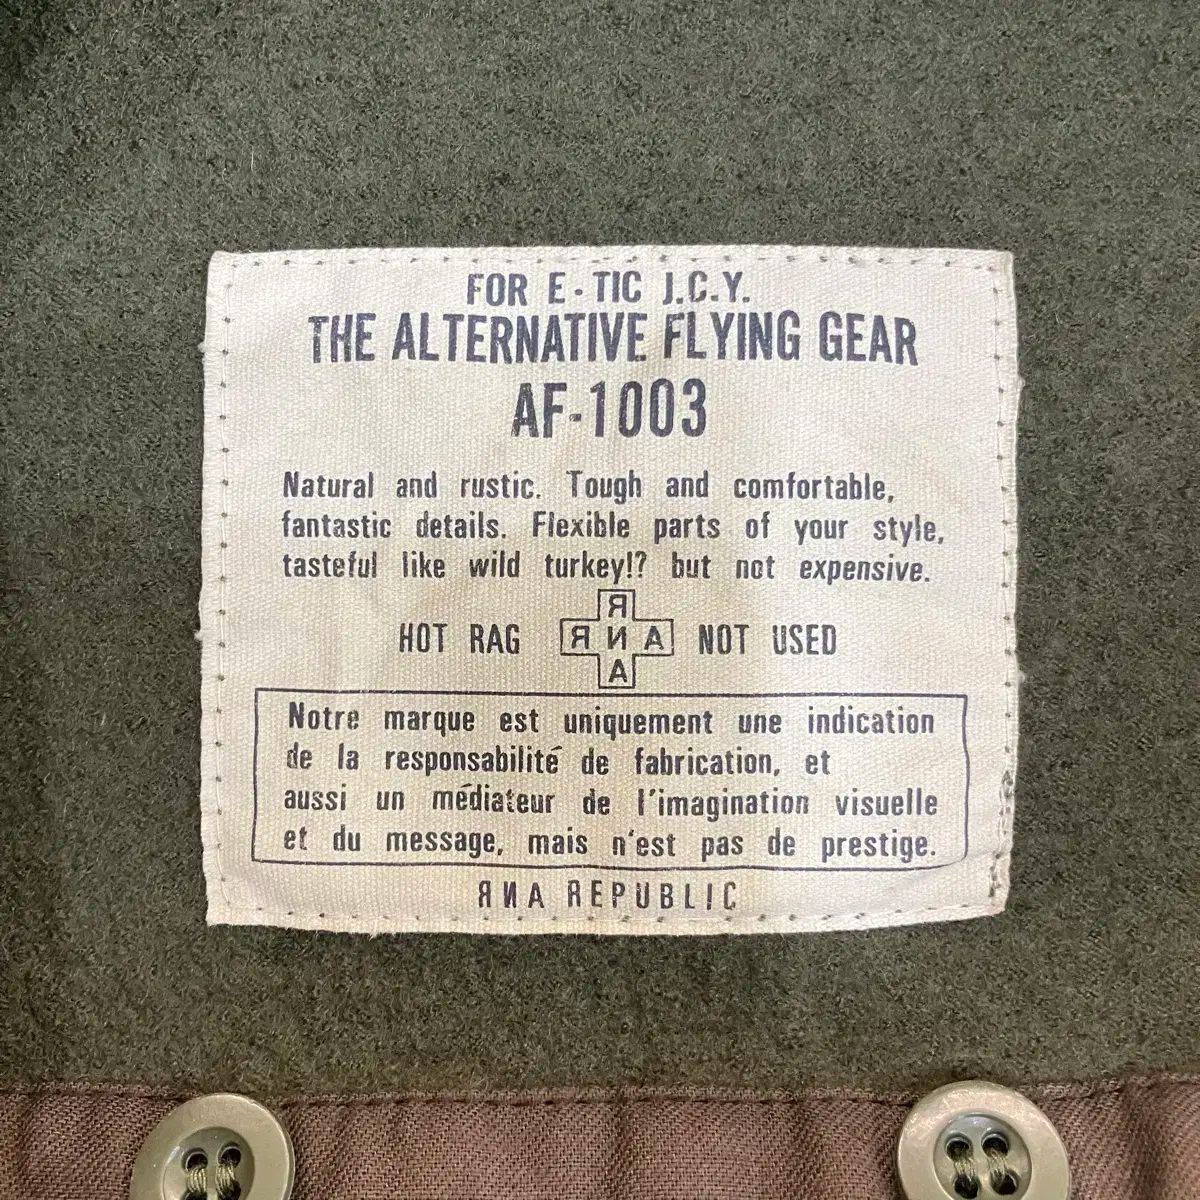 FOR E-TIC J.C.Y.
THE ALTERNATIVE FLYING GEAR
AF-1003
Natural and rustic. Tough and comfortable,
fantastic details. Flexible parts of your style,
tasteful like wild turkey!? but not expensive.
Я
HOT RAG ЯИA NOT USED
A
Notre marque est uniquement une indication
de la responsabilité de fabrication, et
aussi un médiateur de l'imagination visuelle
et du message, mais n'est pas de prestige.
ЯИA REPUBLIC